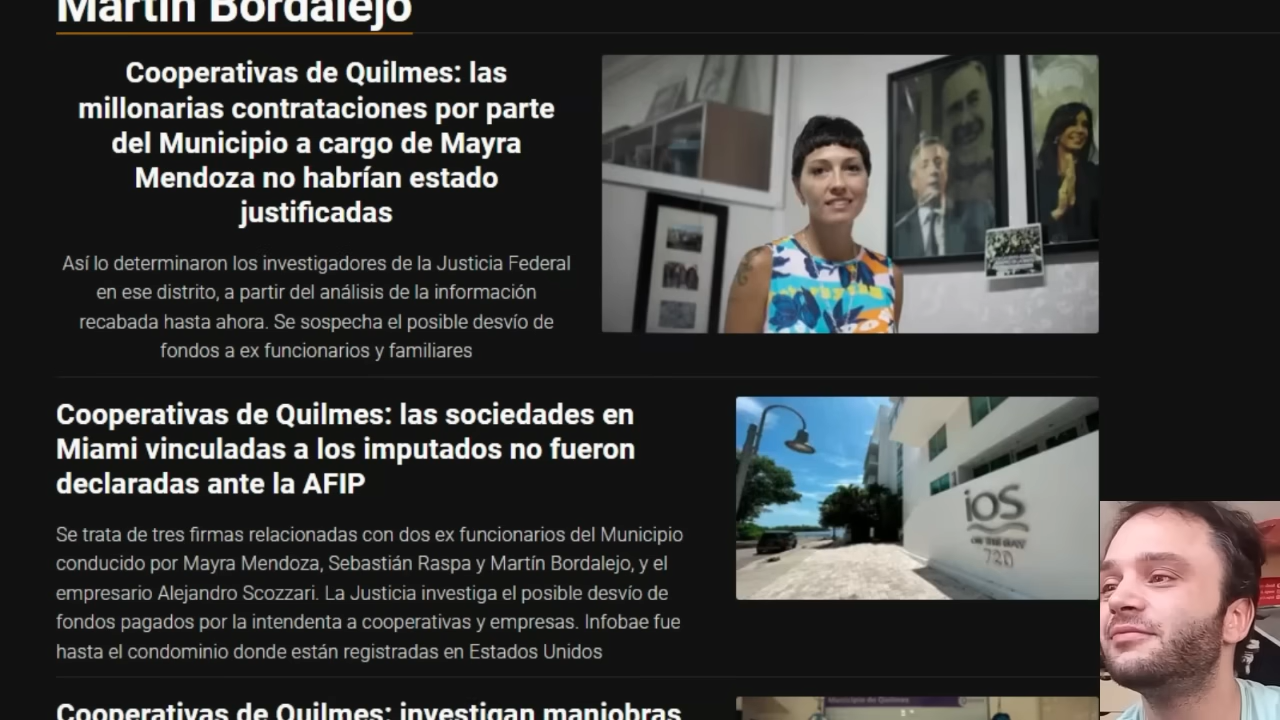 Martín Bordalejo
Cooperativas de Quilmes: las
millonarias contrataciones por parte
del Municipio a cargo de Mayra
Mendoza no habrían estado
justificadas
Así lo determinaron los investigadores de la Justicia Federal
en ese distrito, a partir del análisis de la información
recabada hasta ahora. Se sospecha el posible desvío de
fondos a ex funcionarios y familiares
Cooperativas de Quilmes: las sociedades en
Miami vinculadas a los imputados no fueron
declaradas ante la AFIP
Se trata de tres firmas relacionadas con dos ex funcionarios del Municipio
conducido por Mayra Mendoza, Sebastián Raspa y Martín Bordalejo, y el
empresario Alejandro Scozzari. La Justicia investiga el posible desvío de
fondos pagados por la intendenta a cooperativas y empresas. Infobae fue
hasta el condominio donde están registradas en Estados Unidos
iOS
ON THE BAY
720
Cooperativas de Quilmes: investigan maniobras
Municipio de Quilmes